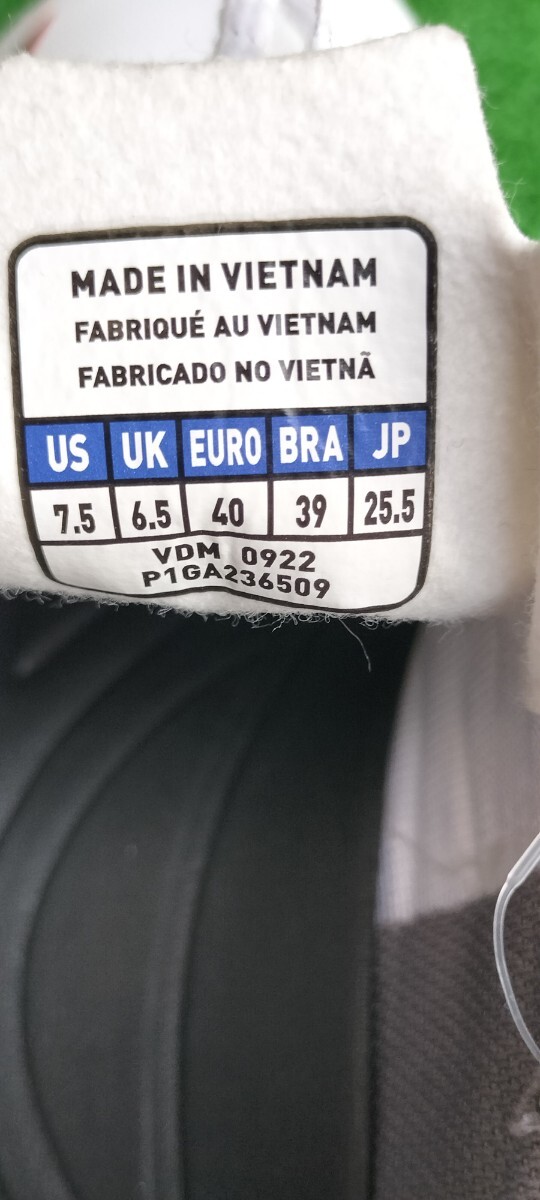 MADE IN VIETNAM
FABRIQUÉ AU VIETNAM
FABRICADO NO VIETNÃ
US UK EURO BRA JP
7.5 6.5 40 39 25.5
VDM 0922
P1GA236509